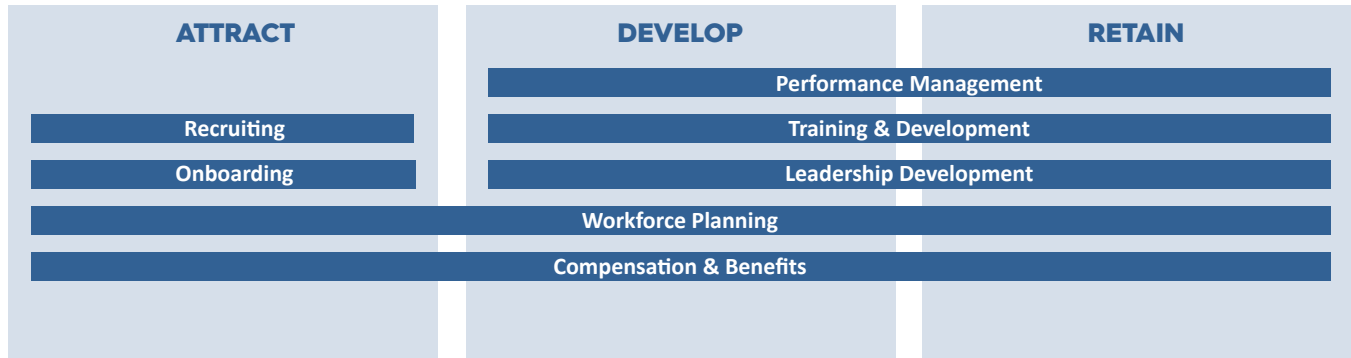 ATTRACT
DEVELOP
RETAIN
Performance Management
Recruiting
Training & Development
Onboarding
Leadership Development
Workforce Planning
Compensation & Benefits